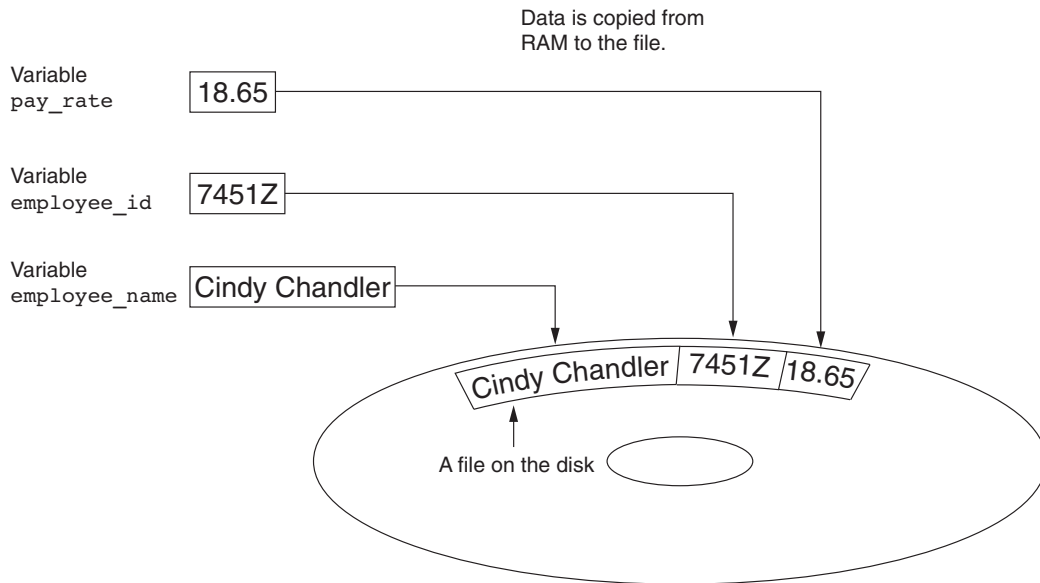 Data is copied from
RAM to the file.
Variable
pay_rate
18.65
Variable
employee_id
7451Z
Variable
employee_name
Cindy Chandler
Cindy Chandler 7451Z 18.65
A file on the disk